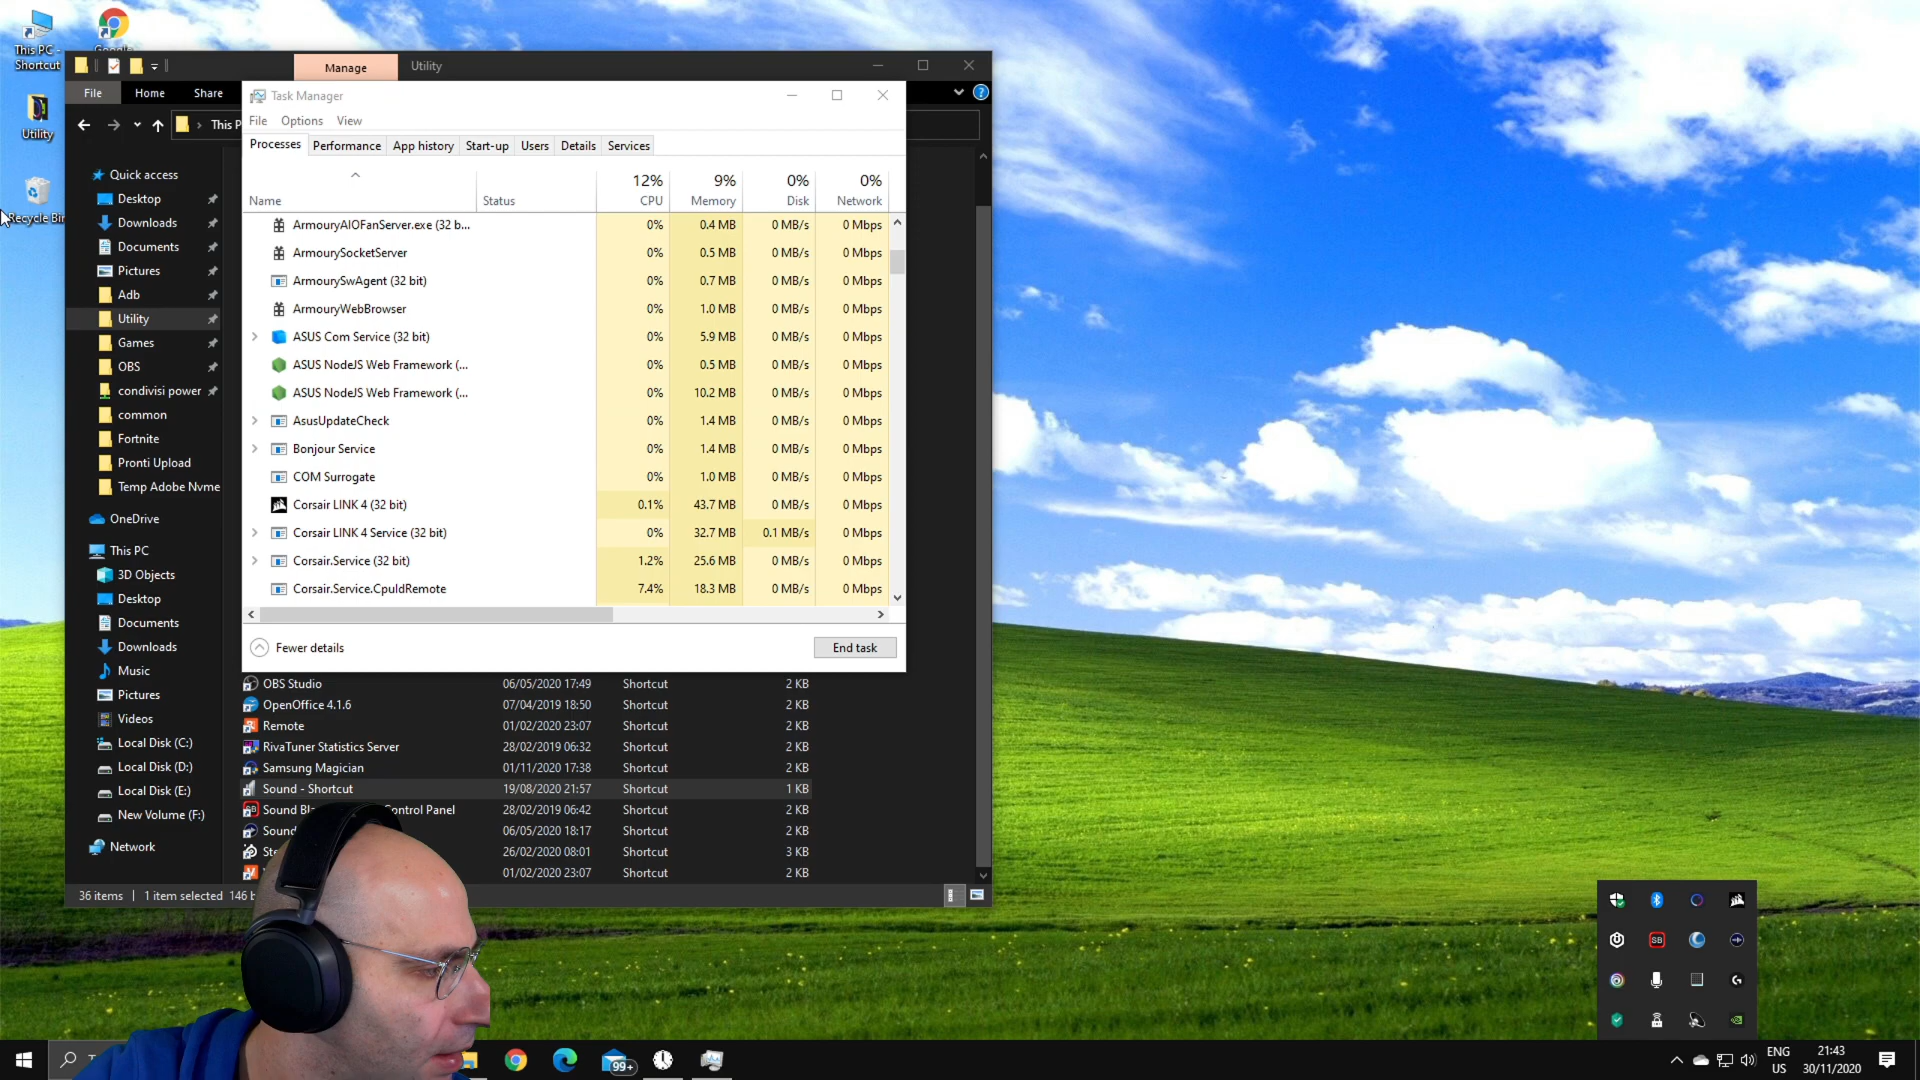 This PC -
Shortcut
Google
Utility
Recycle Bin
Manage
Utility
File
Home
Share
This P
Quick access
Desktop
Downloads
Documents
Pictures
Adb
Utility
Games
OBS
condivisi power
common
Fortnite
Pronti Upload
Temp Adobe Nvme
OneDrive
This PC
3D Objects
Desktop
Documents
Downloads
Music
Pictures
Videos
Local Disk (C:)
Local Disk (D:)
Local Disk (E:)
New Volume (F:)
Network
36 items
1 item selected 146 b
Task Manager
File Options View
Processes Performance App history Start-up Users Details Services
12% 9% 0% 0%
Name Status CPU Memory Disk Network
ArmouryAIOFanServer.exe (32 b... 0% 0.4 MB 0 MB/s 0 Mbps
ArmourySocketServer 0% 0.5 MB 0 MB/s 0 Mbps
ArmourySwAgent (32 bit) 0% 0.7 MB 0 MB/s 0 Mbps
ArmouryWebBrowser 0% 1.0 MB 0 MB/s 0 Mbps
ASUS Com Service (32 bit) 0% 5.9 MB 0 MB/s 0 Mbps
ASUS NodeJS Web Framework (... 0% 0.5 MB 0 MB/s 0 Mbps
ASUS NodeJS Web Framework (... 0% 10.2 MB 0 MB/s 0 Mbps
AsusUpdateCheck 0% 1.4 MB 0 MB/s 0 Mbps
Bonjour Service 0% 1.4 MB 0 MB/s 0 Mbps
COM Surrogate 0% 1.0 MB 0 MB/s 0 Mbps
Corsair LINK 4 (32 bit) 0.1% 43.7 MB 0 MB/s 0 Mbps
Corsair LINK 4 Service (32 bit) 0% 32.7 MB 0.1 MB/s 0 Mbps
Corsair.Service (32 bit) 1.2% 25.6 MB 0 MB/s 0 Mbps
Corsair.Service.CpuIdRemote 7.4% 18.3 MB 0 MB/s 0 Mbps
Fewer details
End task
OBS Studio 06/05/2020 17:49 Shortcut 2 KB
OpenOffice 4.1.6 07/04/2019 18:50 Shortcut 2 KB
Remote 01/02/2020 23:07 Shortcut 2 KB
RivaTuner Statistics Server 28/02/2019 06:32 Shortcut 2 KB
Samsung Magician 01/11/2020 17:38 Shortcut 2 KB
Sound - Shortcut 19/08/2020 21:57 Shortcut 1 KB
Sound Bla Control Panel 28/02/2019 06:42 Shortcut 2 KB
Sound 06/05/2020 18:17 Shortcut 2 KB
Ste 26/02/2020 08:01 Shortcut 3 KB
01/02/2020 23:07 Shortcut 2 KB
SB
T
99+
ENG
US
21:43
30/11/2020